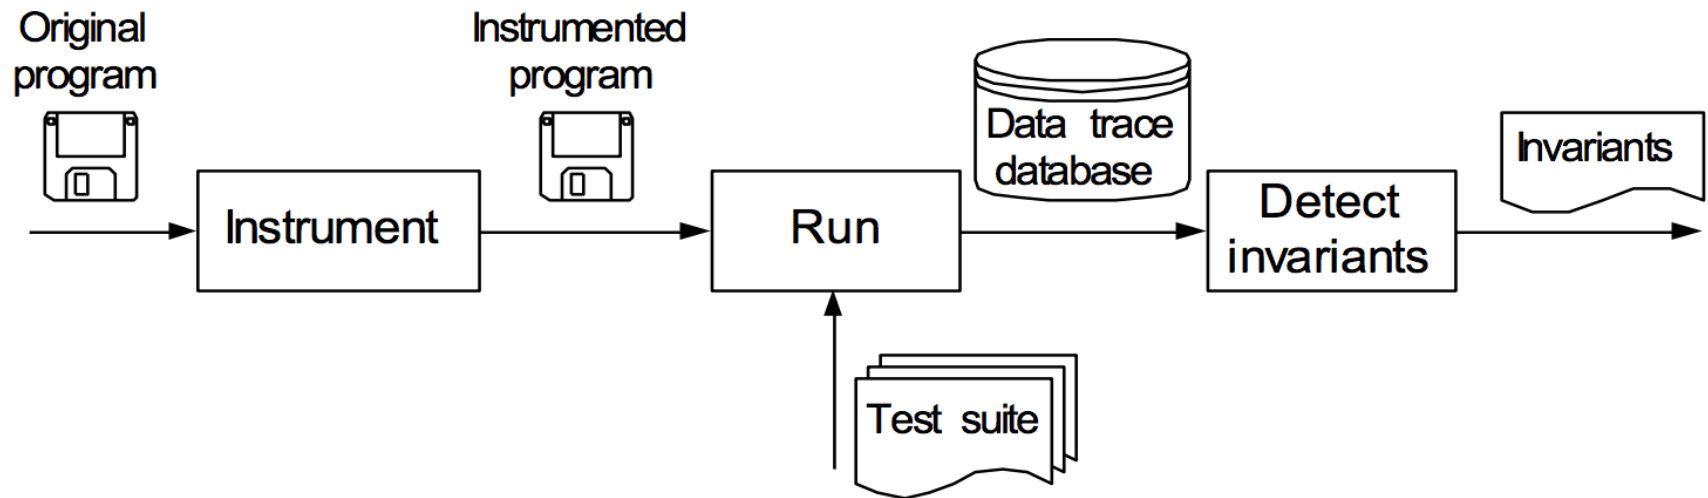 Original
program
Instrumented
program
Data trace
database
Invariants
Instrument
Run
Detect
invariants
Test suite